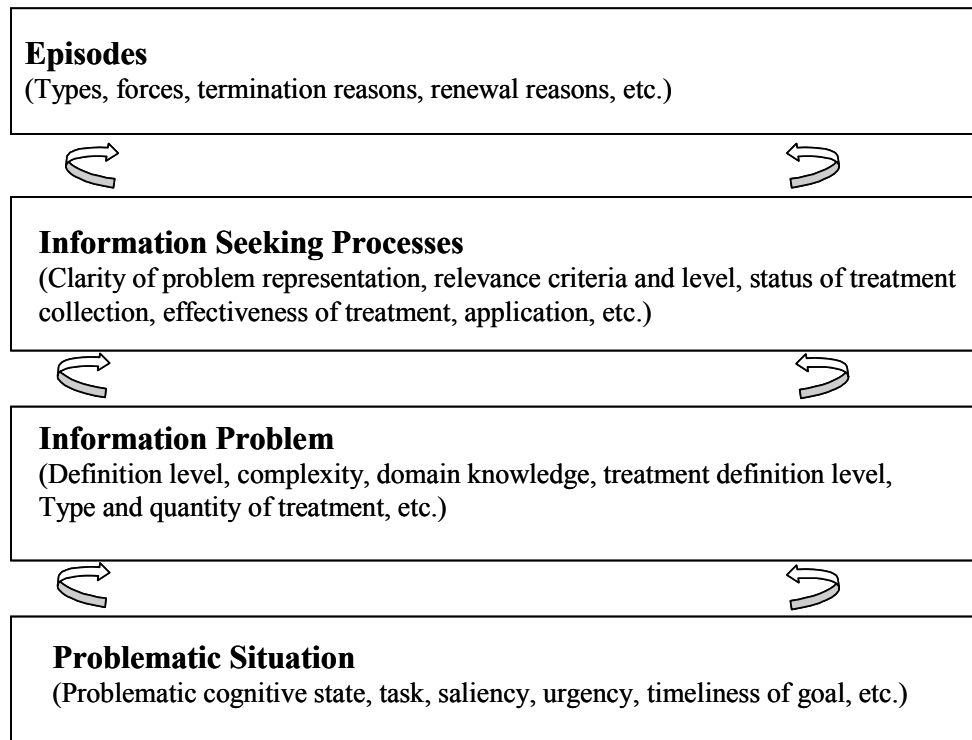 Episodes
(Types, forces, termination reasons, renewal reasons, etc.)
Information Seeking Processes
(Clarity of problem representation, relevance criteria and level, status of treatment
collection, effectiveness of treatment, application, etc.)
Information Problem
(Definition level, complexity, domain knowledge, treatment definition level,
Type and quantity of treatment, etc.)
Problematic Situation
(Problematic cognitive state, task, saliency, urgency, timeliness of goal, etc.)